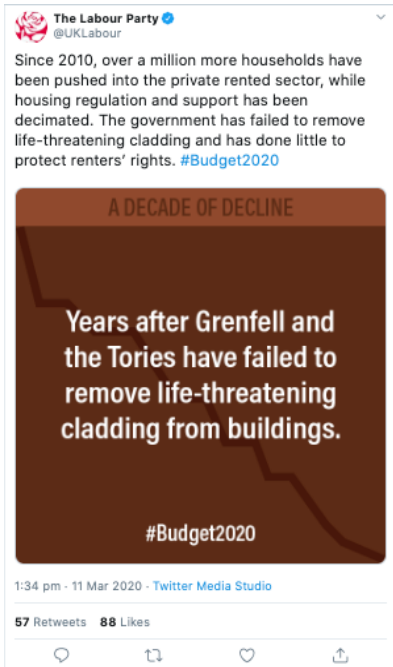 The Labour Party
@UKLabour
Since 2010, over a million more households have
been pushed into the private rented sector, while
housing regulation and support has been
decimated. The government has failed to remove
life-threatening cladding and has done little to
protect renters’ rights. #Budget2020
A DECADE OF DECLINE
Years after Grenfell and
the Tories have failed to
remove life-threatening
cladding from buildings.
#Budget2020
1:34 pm · 11 Mar 2020 · Twitter Media Studio
57 Retweets 88 Likes